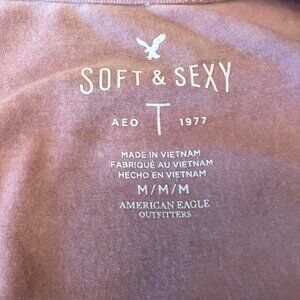 SOFT & SEXY
AEO T 1977
MADE IN VIETNAM
FABRIQUÉ AU VIETNAM
HECHO EN VIETNAM
M/M/M
AMERICAN EAGLE
OUTFITTERS